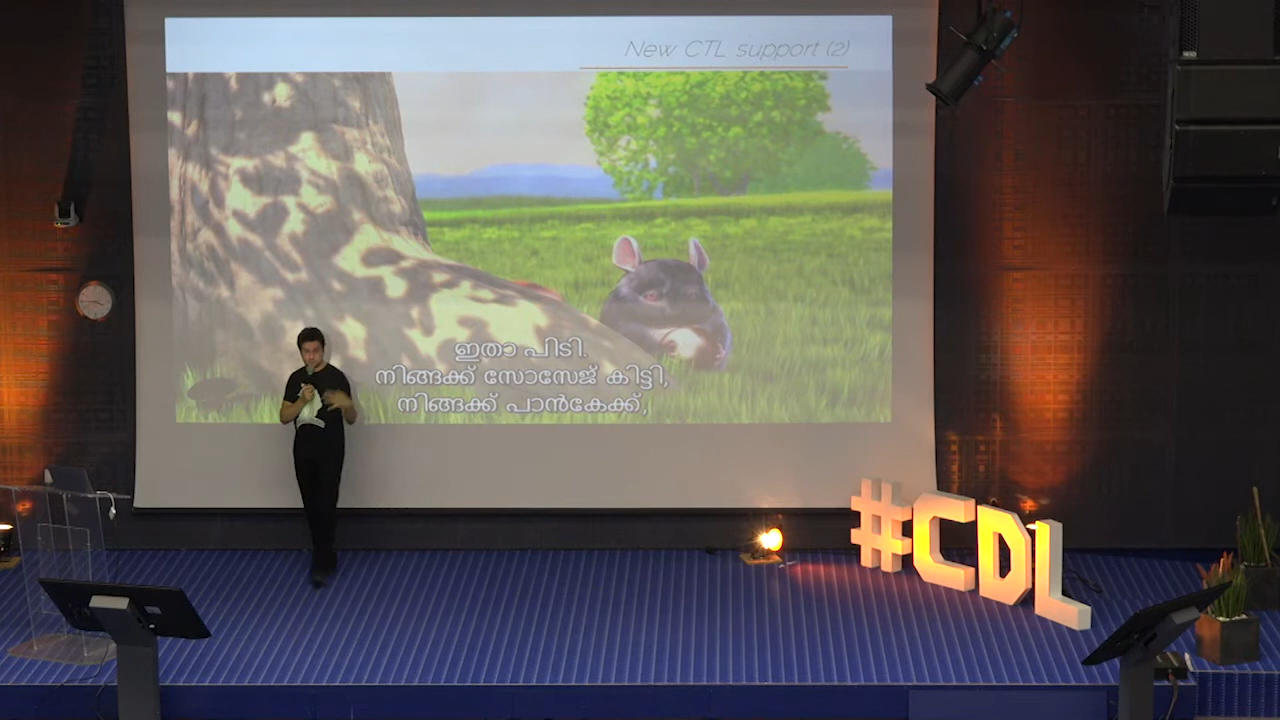 New CTL support (2)
ഇതാ പിടി.
നിങ്ങക്ക് സോസേജ് കിട്ടി,
നിങ്ങക്ക് പാൻകേക്ക്,
#CDL